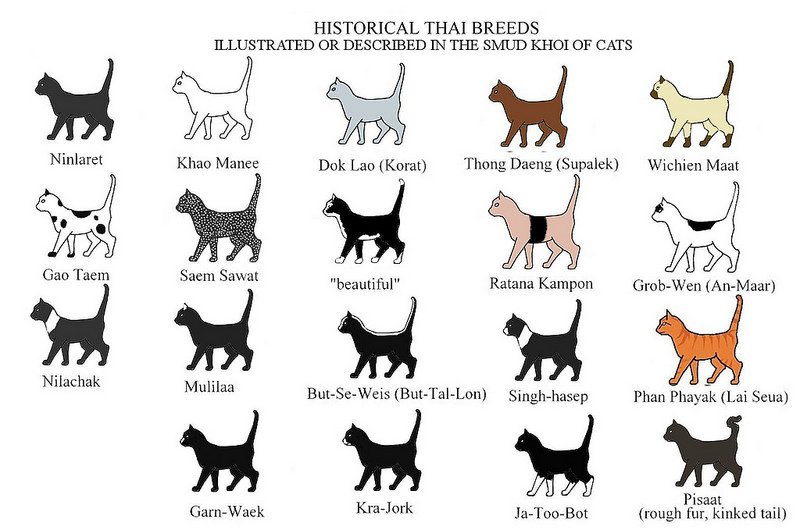 HISTORICAL THAI BREEDS
ILLUSTRATED OR DESCRIBED IN THE SMUD KHOI OF CATS
Ninlaret
Khao Manee
Dok Lao (Korat)
Thong Daeng (Supalek)
Wichien Maat
Gao Taem
Saem Sawat
"beautiful"
Ratana Kampon
Grob-Wen (An-Maar)
Nilachak
Mulilaa
But-Se-Weis (But-Tal-Lon)
Singh-hasep
Phan Phayak (Lai Seua)
Garn-Waek
Kra-Jork
Ja-Too-Bot
Pisaat
(rough fur, kinked tail)